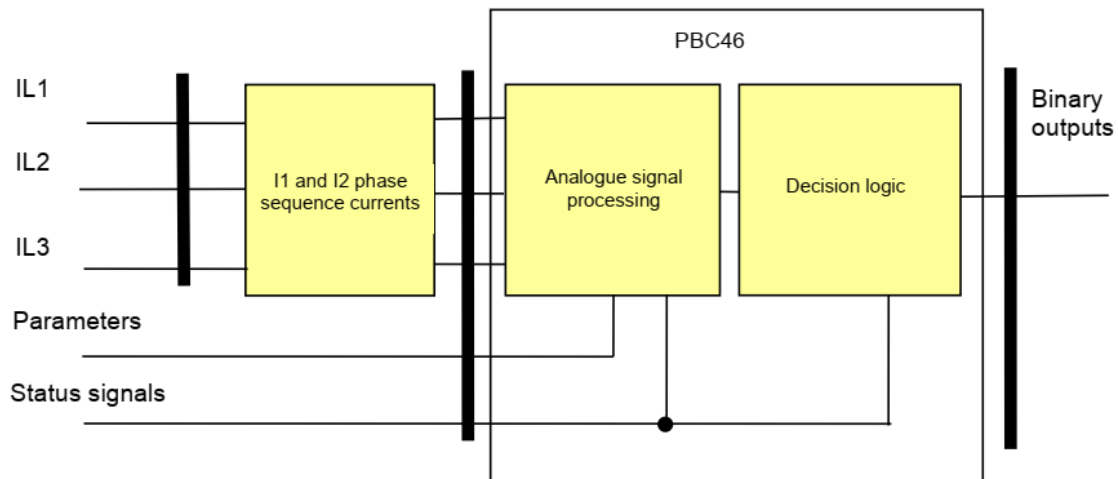 PBC46
IL1
IL2
IL3
I1 and I2 phase
sequence currents
Analogue signal
processing
Decision logic
Binary
outputs
Parameters
Status signals